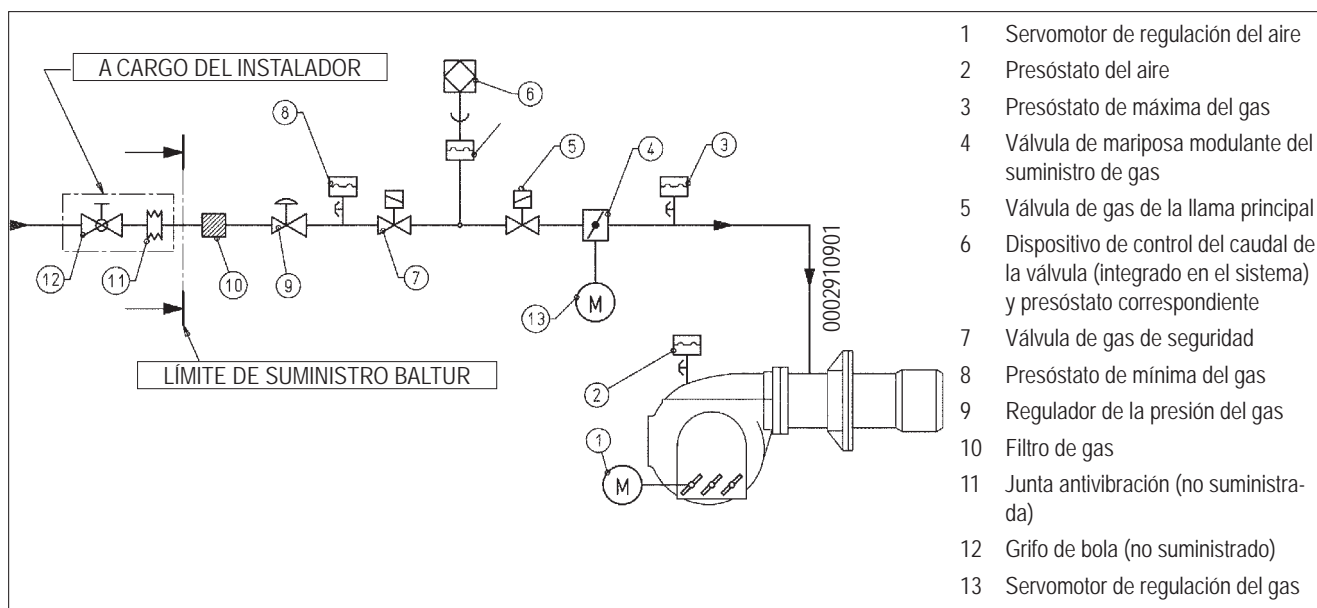 A CARGO DEL INSTALADOR
6
8
5
4
3
12
11
10
9
7
13
M
LÍMITE DE SUMINISTRO BALTUR
0002910901
2
1
M
1 Servomotor de regulación del aire
2 Presóstato del aire
3 Presóstato de máxima del gas
4 Válvula de mariposa modulante del
suministro de gas
5 Válvula de gas de la llama principal
6 Dispositivo de control del caudal de
la válvula (integrado en el sistema)
y presóstato correspondiente
7 Válvula de gas de seguridad
8 Presóstato de mínima del gas
9 Regulador de la presión del gas
10 Filtro de gas
11 Junta antivibración (no suministra-
da)
12 Grifo de bola (no suministrado)
13 Servomotor de regulación del gas